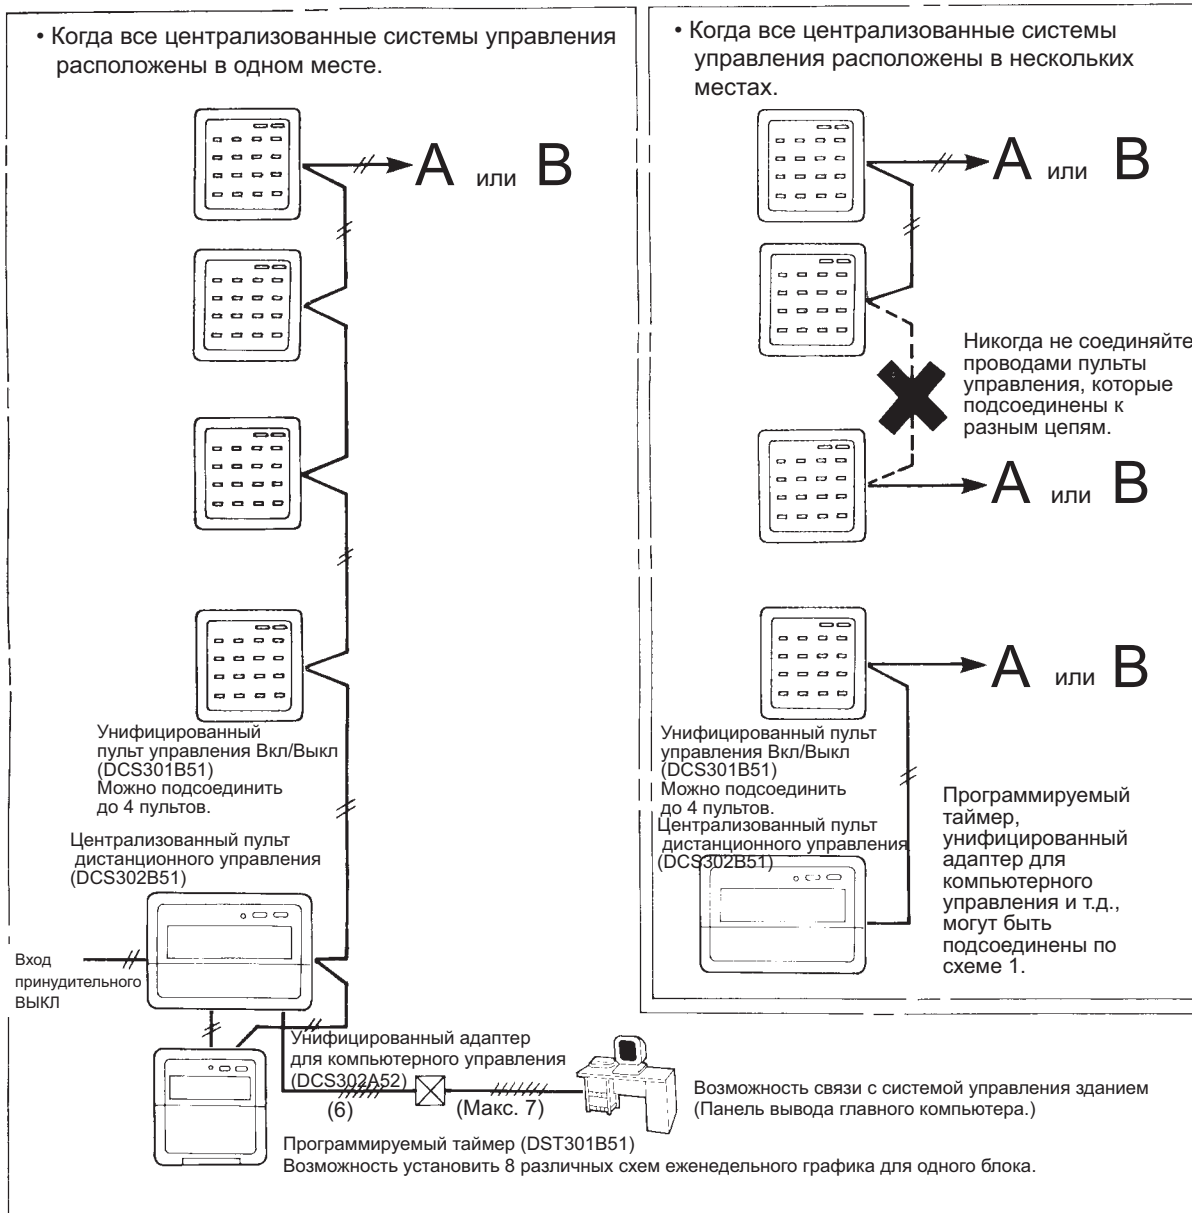 • Когда все централизованные системы управления
расположены в одном месте.
А или В
Унифицированный
пульт управления Вкл/Выкл
(DCS301B51)
Можно подсоединить
до 4 пультов.
Централизованный пульт
дистанционного управления
(DCS302B51)
Вход
принудительного
ВЫКЛ
Унифицированный адаптер
для компьютерного управления
(DCS302A52)
(6)
(Макс. 7)
Программируемый таймер (DST301B51)
Возможность установить 8 различных схем еженедельного графика для одного блока.
Возможность связи с системой управления зданием
(Панель вывода главного компьютера.)
• Когда все централизованные системы
управления расположены в нескольких
местах.
А или В
Никогда не соединяйте
проводами пульты
управления, которые
подсоединены к
разным цепям.
А или В
А или В
Унифицированный пульт
управления Вкл/Выкл
(DCS301B51)
Можно подсоединить
до 4 пультов.
Централизованный пульт
дистанционного управления
(DCS302B51)
Программируемый
таймер,
унифицированный
адаптер для
компьютерного
управления и т.д.,
могут быть
подсоединены по
схеме 1.